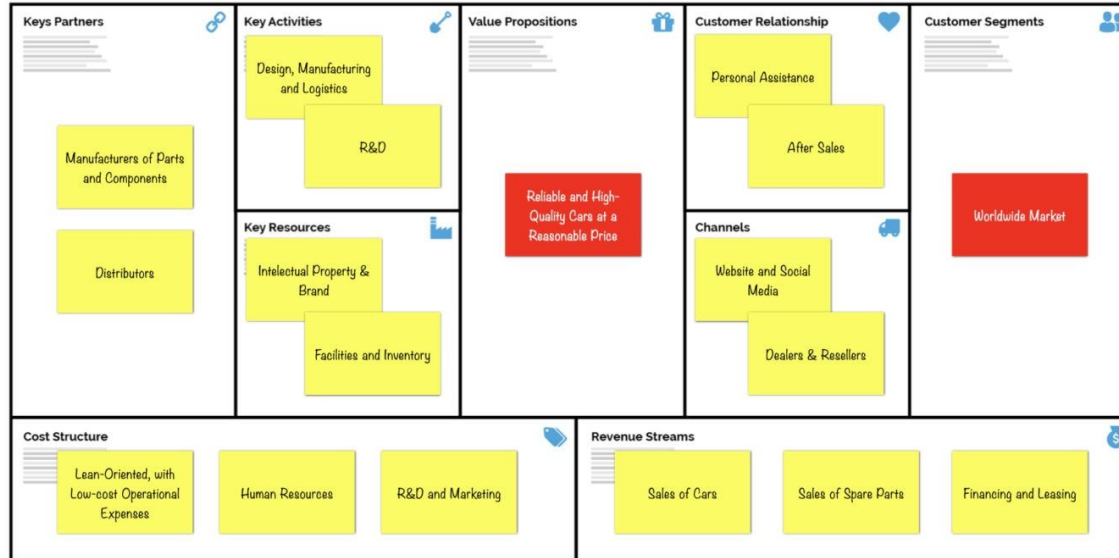 Keys Partners
Manufacturers of Parts
and Components
Distributors
Key Activities
Design, Manufacturing
and Logistics
R&D
Key Resources
Intelectual Property &
Brand
Facilities and Inventory
Value Propositions
Reliable and High-
Quality Cars at a
Reasonable Price
Customer Relationship
Personal Assistance
After Sales
Channels
Website and Social
Media
Dealers & Resellers
Customer Segments
Worldwide Market
Cost Structure
Lean-Oriented, with
Low-cost Operational
Expenses
Human Resources
R&D and Marketing
Revenue Streams
$
Sales of Cars
Sales of Spare Parts
Financing and Leasing